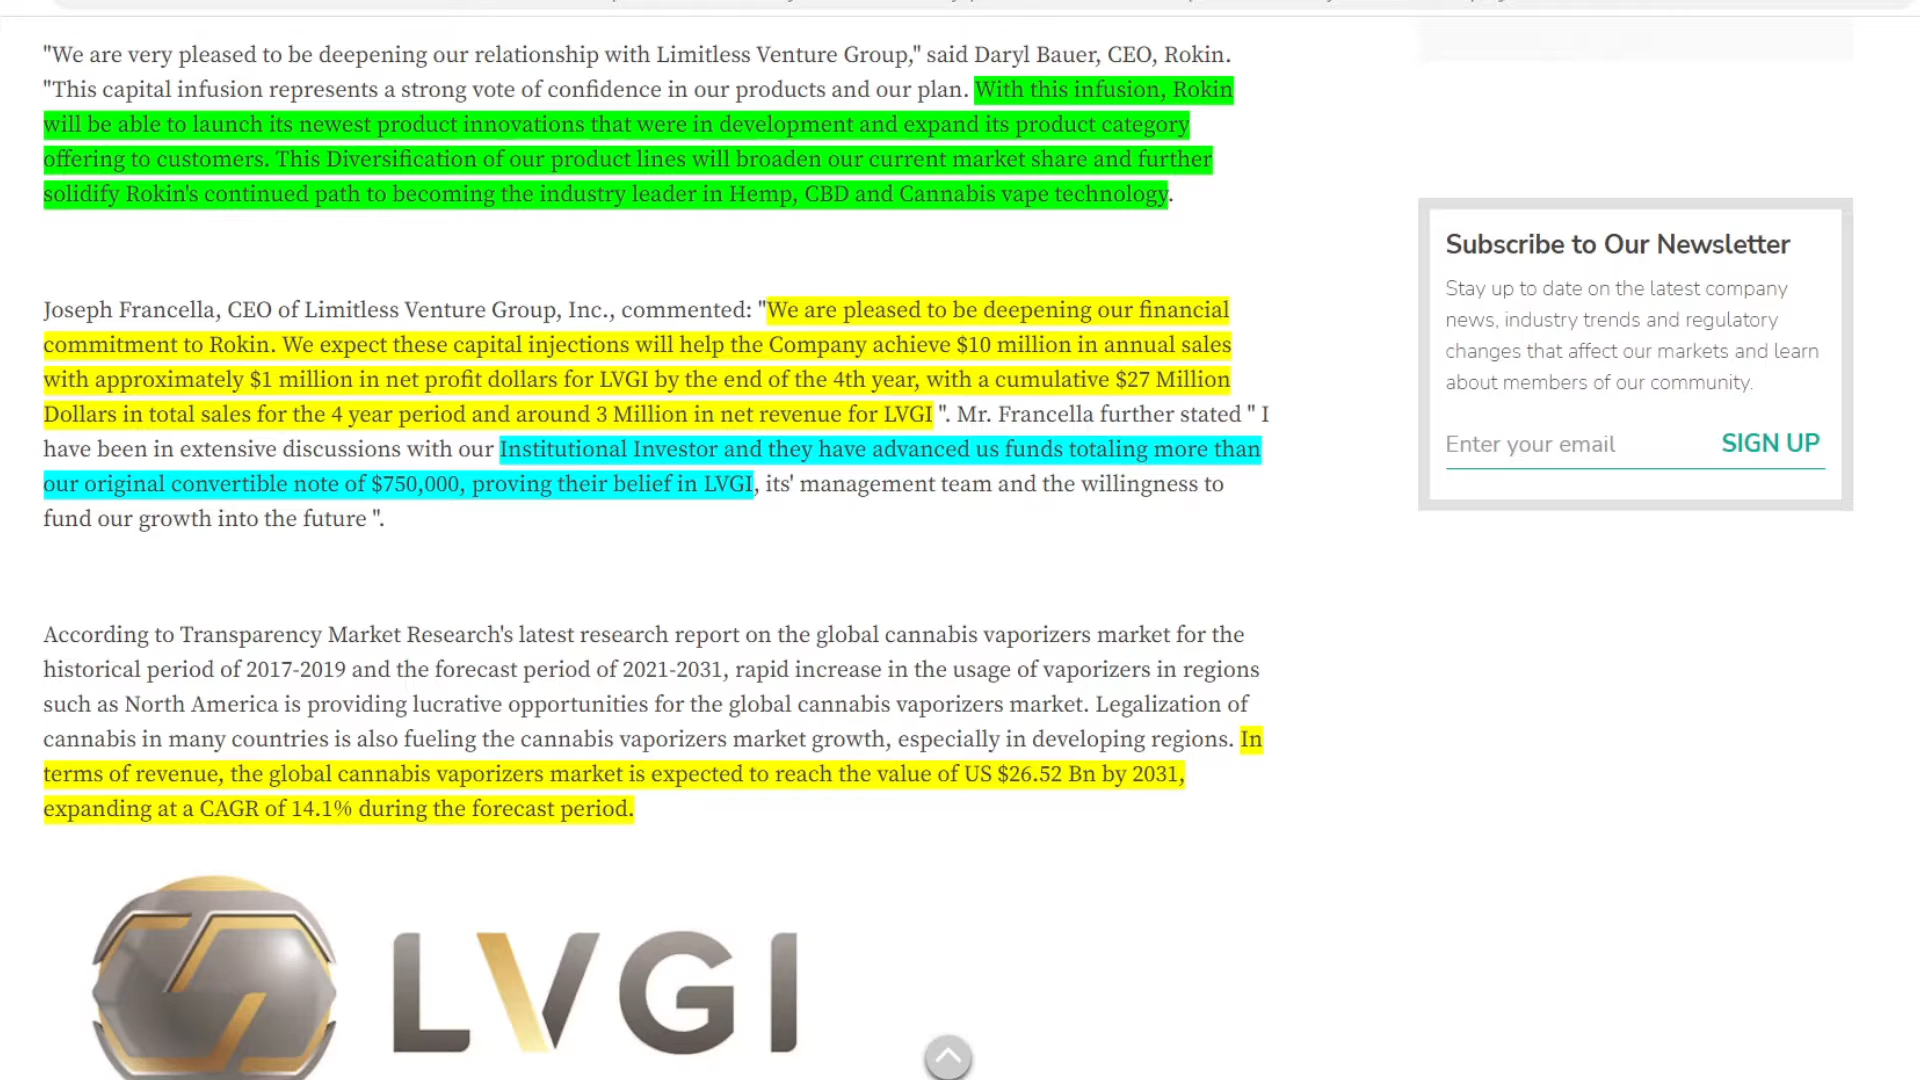 "We are very pleased to be deepening our relationship with Limitless Venture Group," said Daryl Bauer, CEO, Rokin.
"This capital infusion represents a strong vote of confidence in our products and our plan. With this infusion, Rokin
will be able to launch its newest product innovations that were in development and expand its product category
offering to customers. This Diversification of our product lines will broaden our current market share and further
solidify Rokin's continued path to becoming the industry leader in Hemp, CBD and Cannabis vape technology.
Joseph Francella, CEO of Limitless Venture Group, Inc., commented: "We are pleased to be deepening our financial
commitment to Rokin. We expect these capital injections will help the Company achieve $10 million in annual sales
with approximately $1 million in net profit dollars for LVGI by the end of the 4th year, with a cumulative $27 Million
Dollars in total sales for the 4 year period and around 3 Million in net revenue for LVGI ". Mr. Francella further stated " I
have been in extensive discussions with our Institutional Investor and they have advanced us funds totaling more than
our original convertible note of $750,000, proving their belief in LVGI, its' management team and the willingness to
fund our growth into the future ".
According to Transparency Market Research's latest research report on the global cannabis vaporizers market for the
historical period of 2017-2019 and the forecast period of 2021-2031, rapid increase in the usage of vaporizers in regions
such as North America is providing lucrative opportunities for the global cannabis vaporizers market. Legalization of
cannabis in many countries is also fueling the cannabis vaporizers market growth, especially in developing regions. In
terms of revenue, the global cannabis vaporizers market is expected to reach the value of US $26.52 Bn by 2031,
expanding at a CAGR of 14.1% during the forecast period.
LVGI
Subscribe to Our Newsletter
Stay up to date on the latest company
news, industry trends and regulatory
changes that affect our markets and learn
about members of our community.
Enter your email SIGN UP